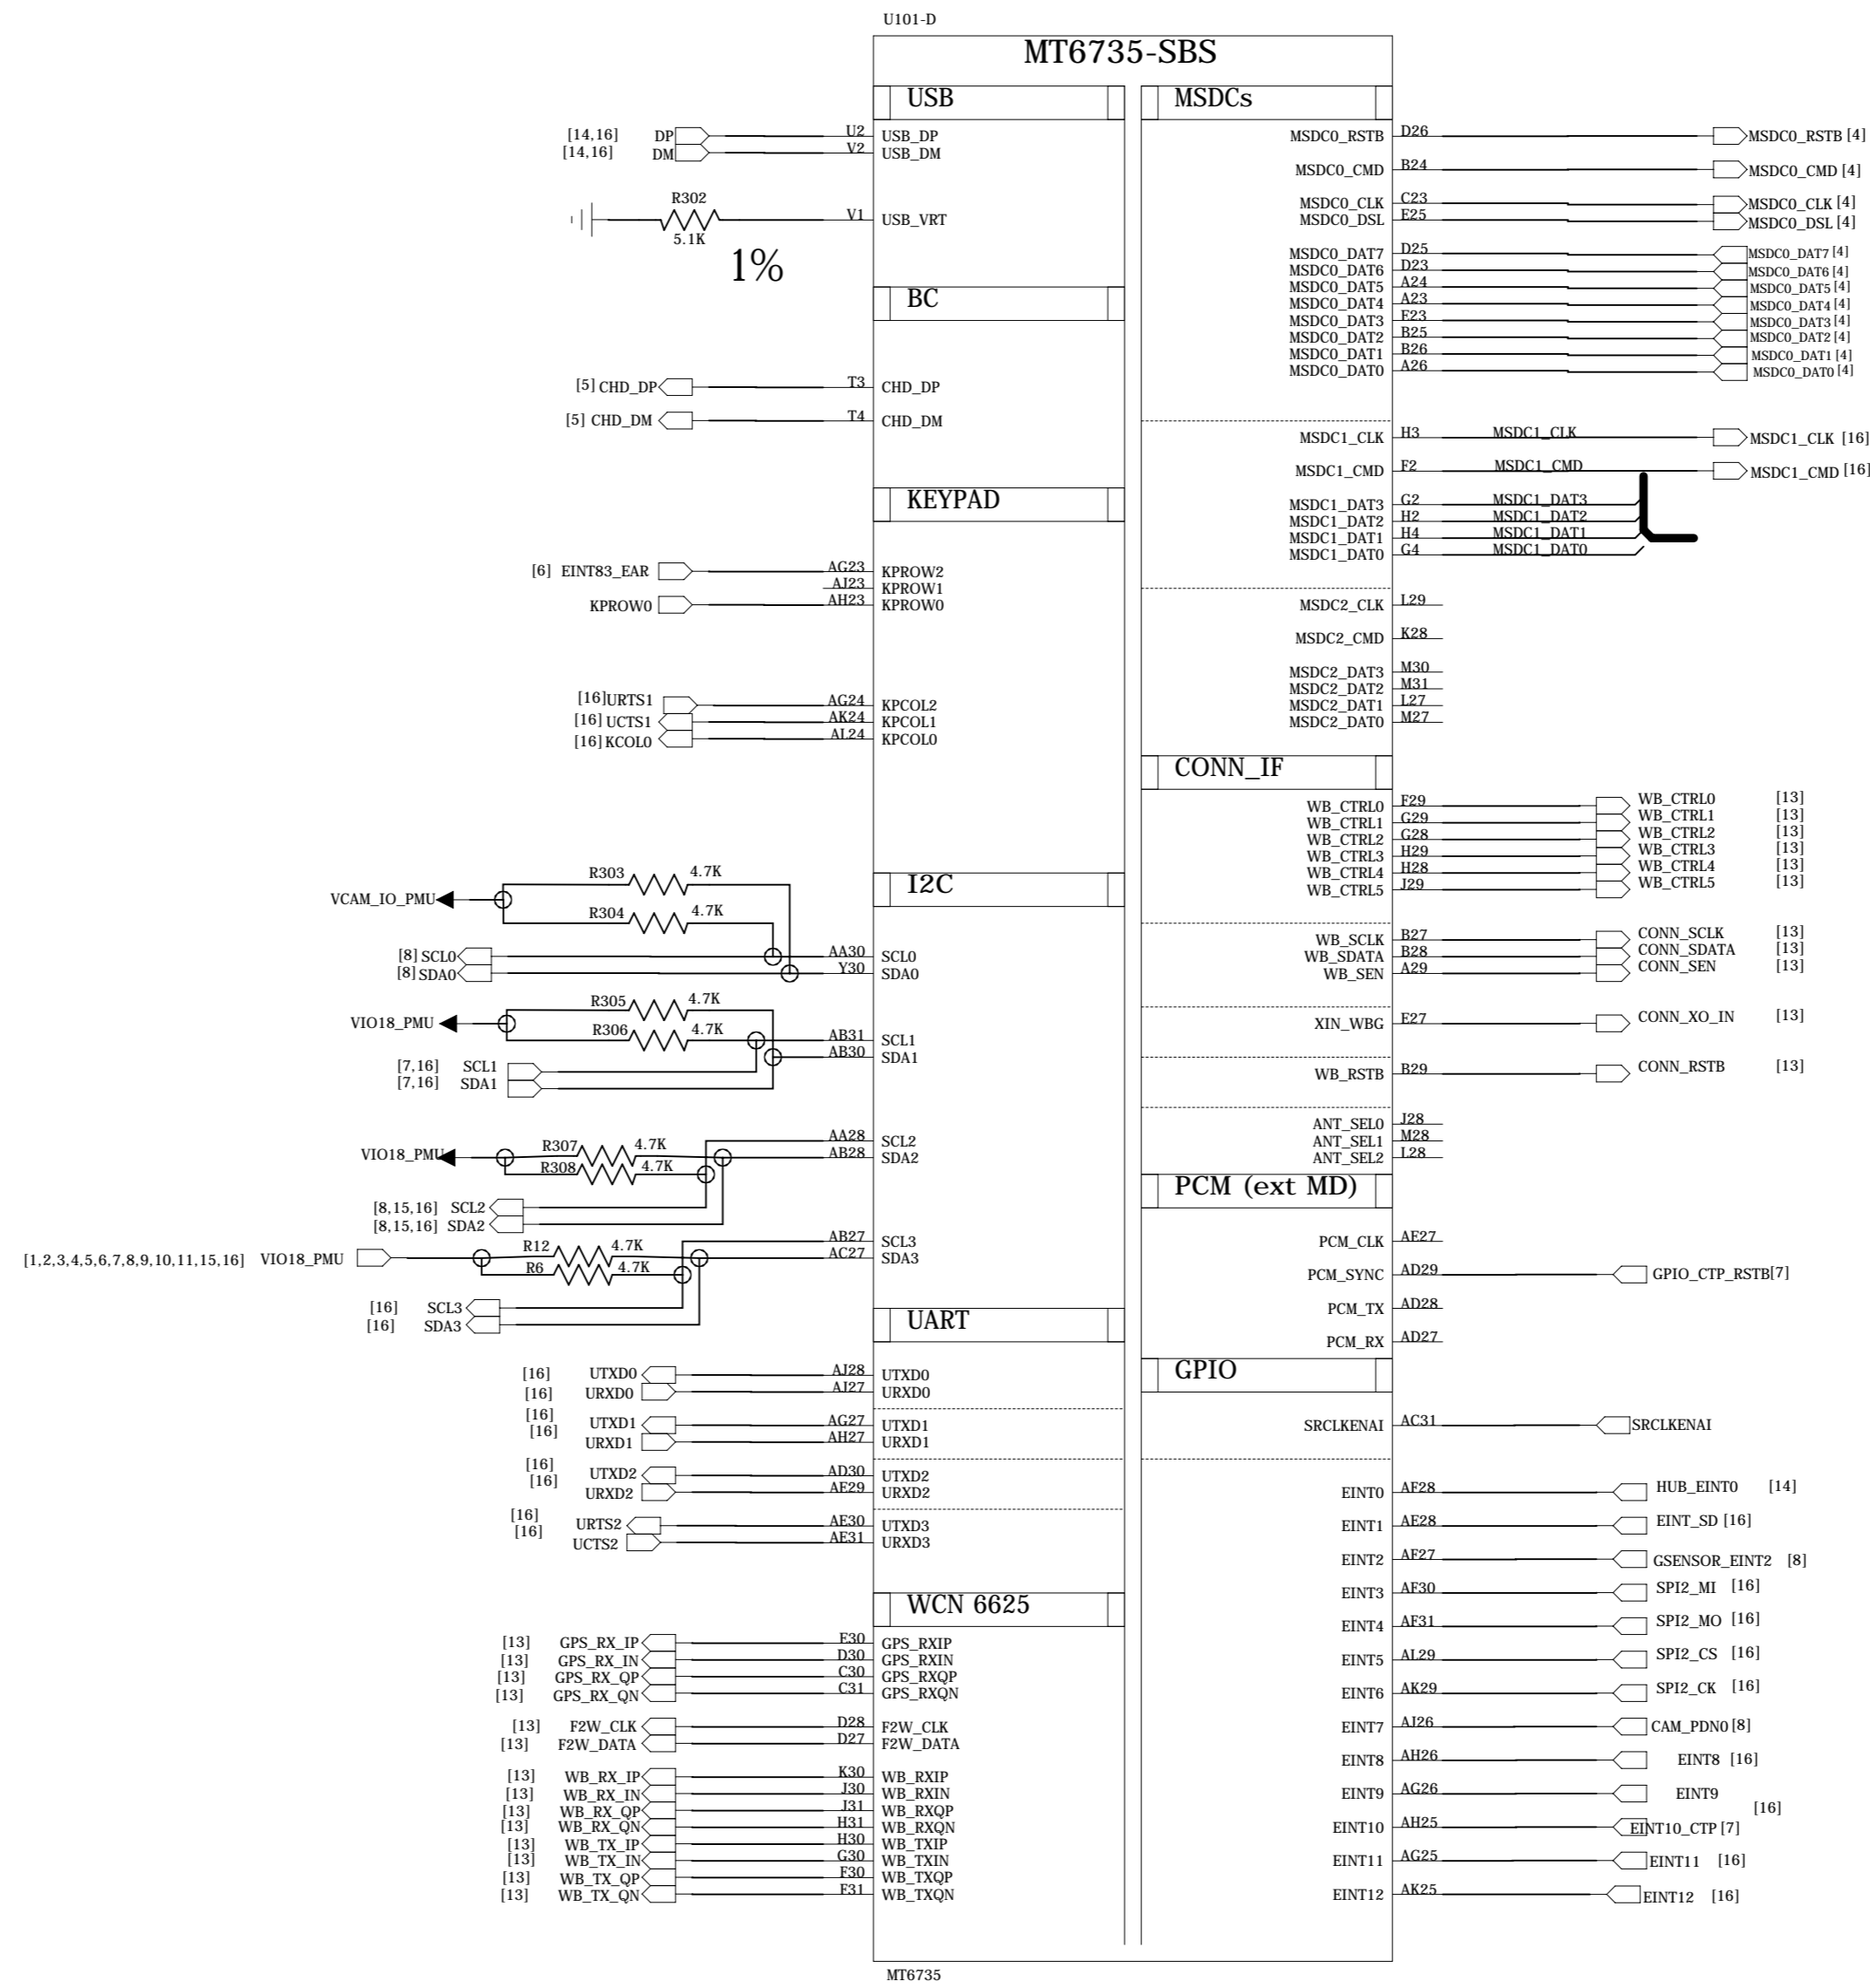 U101-D
MT6735-SBS
USB
[14,16] DP U2 USB_DP
[14,16] DM V2 USB_DM
R302
V1 USB_VRT
5.1K
1%
BC
[5] CHD_DP T3 CHD_DP
[5] CHD_DM T4 CHD_DM
KEYPAD
[6] EINT83_EAR AG23 KPROW2
AJ23 KPROW1
KPROW0 AH23 KPROW0
[16]URTS1 AG24 KPCOL2
[16] UCTS1 AK24 KPCOL1
[16] KCOL0 AL24 KPCOL0
I2C
R303 4.7K
VCAM_IO_PMU
R304 4.7K
[8] SCL0 AA30 SCL0
[8] SDA0 Y30 SDA0
R305 4.7K
VIO18_PMU
R306 4.7K
AB31 SCL1
AB30 SDA1
[7,16] SCL1
[7,16] SDA1
AA28 SCL2
R307 4.7K
VIO18_PMU AB28 SDA2
R308 4.7K
[8,15,16] SCL2
[8,15,16] SDA2
AB27 SCL3
R12 4.7K
[1,2,3,4,5,6,7,8,9,10,11,15,16] VIO18_PMU AC27 SDA3
R6 4.7K
[16] SCL3
[16] SDA3
UART
[16] UTXD0 AJ28 UTXD0
[16] URXD0 AJ27 URXD0
[16] UTXD1 AG27 UTXD1
[16] URXD1 AH27 URXD1
[16] UTXD2 AD30 UTXD2
[16] URXD2 AE29 URXD2
[16] URTS2 AE30 UTXD3
[16] UCTS2 AE31 URXD3
WCN 6625
[13] GPS_RX_IP E30 GPS_RXIP
[13] GPS_RX_IN D30 GPS_RXIN
[13] GPS_RX_QP C30 GPS_RXQP
[13] GPS_RX_QN C31 GPS_RXQN
[13] F2W_CLK D28 F2W_CLK
[13] F2W_DATA D27 F2W_DATA
[13] WB_RX_IP K30 WB_RXIP
[13] WB_RX_IN J30 WB_RXIN
[13] WB_RX_QP J31 WB_RXQP
[13] WB_RX_QN H31 WB_RXQN
[13] WB_TX_IP H30 WB_TXIP
[13] WB_TX_IN G30 WB_TXIN
[13] WB_TX_QP F30 WB_TXQP
[13] WB_TX_QN F31 WB_TXQN
MSDCs
MSDC0_RSTB D26 MSDC0_RSTB [4]
MSDC0_CMD B24 MSDC0_CMD [4]
MSDC0_CLK C23 MSDC0_CLK [4]
MSDC0_DSL E25 MSDC0_DSL [4]
MSDC0_DAT7 D25 MSDC0_DAT7 [4]
MSDC0_DAT6 D23 MSDC0_DAT6 [4]
MSDC0_DAT5 A24 MSDC0_DAT5 [4]
MSDC0_DAT4 A23 MSDC0_DAT4 [4]
MSDC0_DAT3 E23 MSDC0_DAT3 [4]
MSDC0_DAT2 B25 MSDC0_DAT2 [4]
MSDC0_DAT1 B26 MSDC0_DAT1 [4]
MSDC0_DAT0 A26 MSDC0_DAT0 [4]
MSDC1_CLK H3 MSDC1_CLK MSDC1_CLK [16]
MSDC1_CMD F2 MSDC1_CMD MSDC1_CMD [16]
MSDC1_DAT3 G2 MSDC1_DAT3
MSDC1_DAT2 H2 MSDC1_DAT2
MSDC1_DAT1 H4 MSDC1_DAT1
MSDC1_DAT0 G4 MSDC1_DAT0
MSDC2_CLK L29
MSDC2_CMD K28
MSDC2_DAT3 M30
MSDC2_DAT2 M31
MSDC2_DAT1 L27
MSDC2_DAT0 M27
CONN_IF
WB_CTRL0 F29 WB_CTRL0 [13]
WB_CTRL1 G29 WB_CTRL1 [13]
WB_CTRL2 G28 WB_CTRL2 [13]
WB_CTRL3 H29 WB_CTRL3 [13]
WB_CTRL4 H28 WB_CTRL4 [13]
WB_CTRL5 J29 WB_CTRL5 [13]
WB_SCLK B27 CONN_SCLK [13]
WB_SDATA B28 CONN_SDATA [13]
WB_SEN A29 CONN_SEN [13]
XIN_WBG E27 CONN_XO_IN [13]
WB_RSTB B29 CONN_RSTB [13]
ANT_SEL0 J28
ANT_SEL1 M28
ANT_SEL2 L28
PCM (ext MD)
PCM_CLK AE27
PCM_SYNC AD29 GPIO_CTP_RSTB[7]
PCM_TX AD28
PCM_RX AD27
GPIO
SRCLKENAI AC31 SRCLKENAI
EINT0 AF28 HUB_EINT0 [14]
EINT1 AE28 EINT_SD [16]
EINT2 AF27 GSENSOR_EINT2 [8]
EINT3 AF30 SPI2_MI [16]
EINT4 AF31 SPI2_MO [16]
EINT5 AL29 SPI2_CS [16]
EINT6 AK29 SPI2_CK [16]
EINT7 AJ26 CAM_PDN0 [8]
EINT8 AH26 EINT8 [16]
EINT9 AG26 EINT9
[16]
EINT10 AH25 EINT10_CTP [7]
EINT11 AG25 EINT11 [16]
EINT12 AK25 EINT12 [16]
MT6735